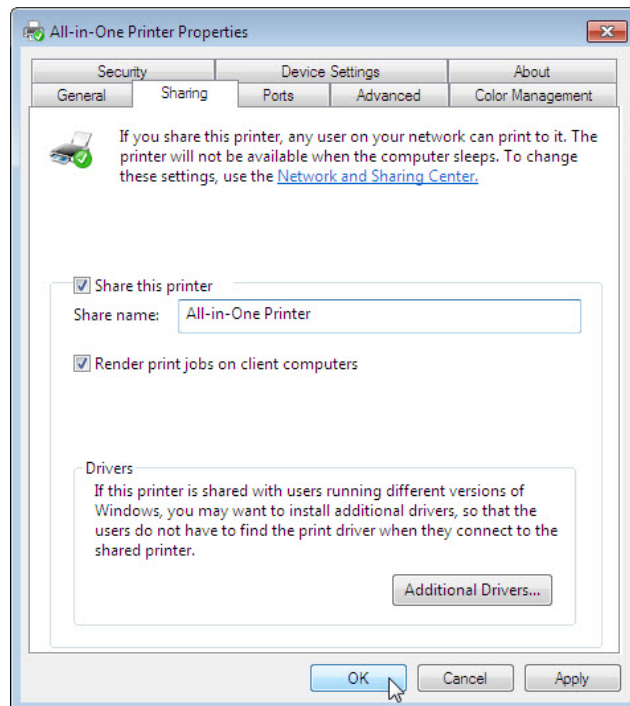 All-in-One Printer Properties
Security Device Settings About
General Sharing Ports Advanced Color Management
If you share this printer, any user on your network can print to it. The
printer will not be available when the computer sleeps. To change
these settings, use the Network and Sharing Center.
Share this printer
Share name: All-in-One Printer
Render print jobs on client computers
Drivers
If this printer is shared with users running different versions of
Windows, you may want to install additional drivers, so that the
users do not have to find the print driver when they connect to the
shared printer.
Additional Drivers...
OK Cancel Apply